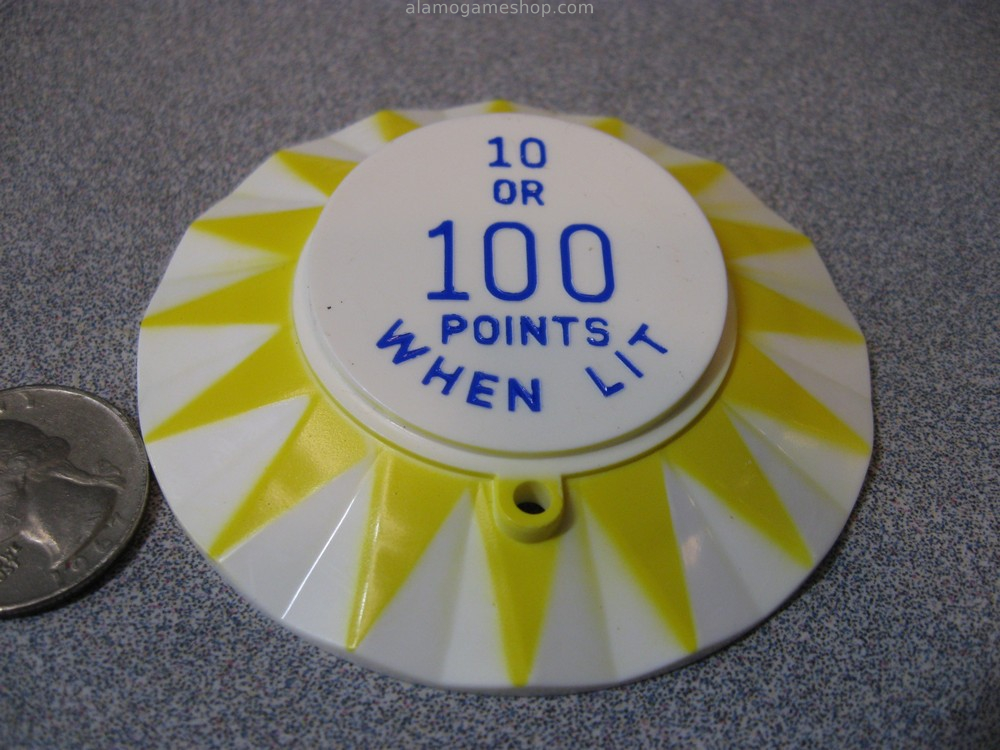 alamogameshop.com
10
OR
100
POINTS
WHEN LIT